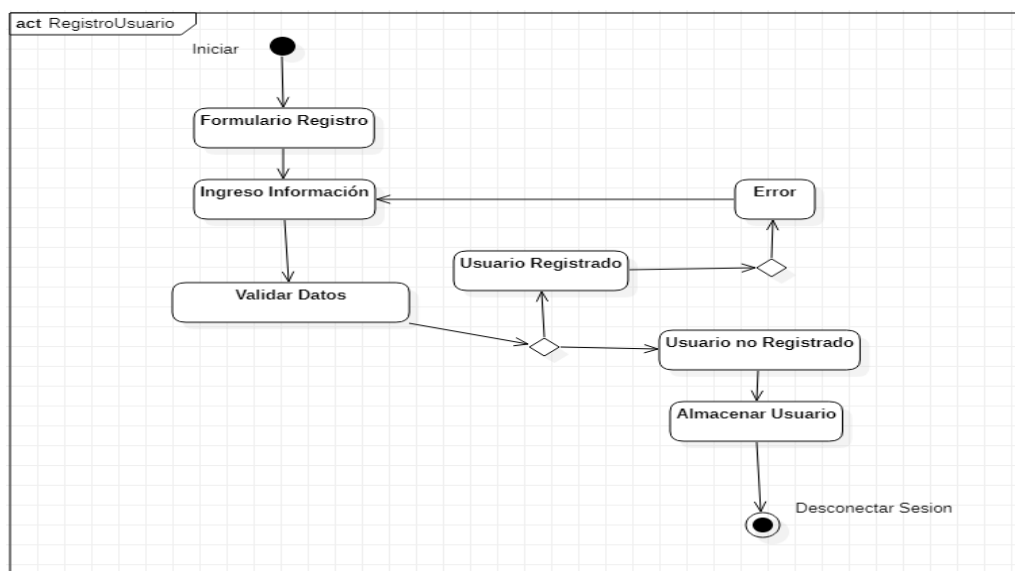 act RegistroUsuario
Iniciar
Formulario Registro
Ingreso Información
Error
Usuario Registrado
Validar Datos
Usuario no Registrado
Almacenar Usuario
Desconectar Sesion